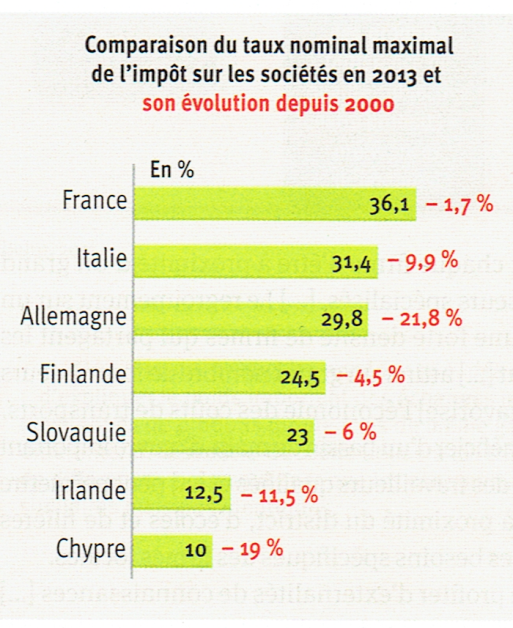 Comparaison du taux nominal maximal
de l'impôt sur les sociétés en 2013 et
son évolution depuis 2000
En %
France 36,1 – 1,7 %
Italie 31,4 – 9,9 %
Allemagne 29,8 – 21,8 %
Finlande 24,5 – 4,5 %
Slovaquie 23 – 6 %
Irlande 12,5 – 11,5 %
Chypre 10 – 19 %